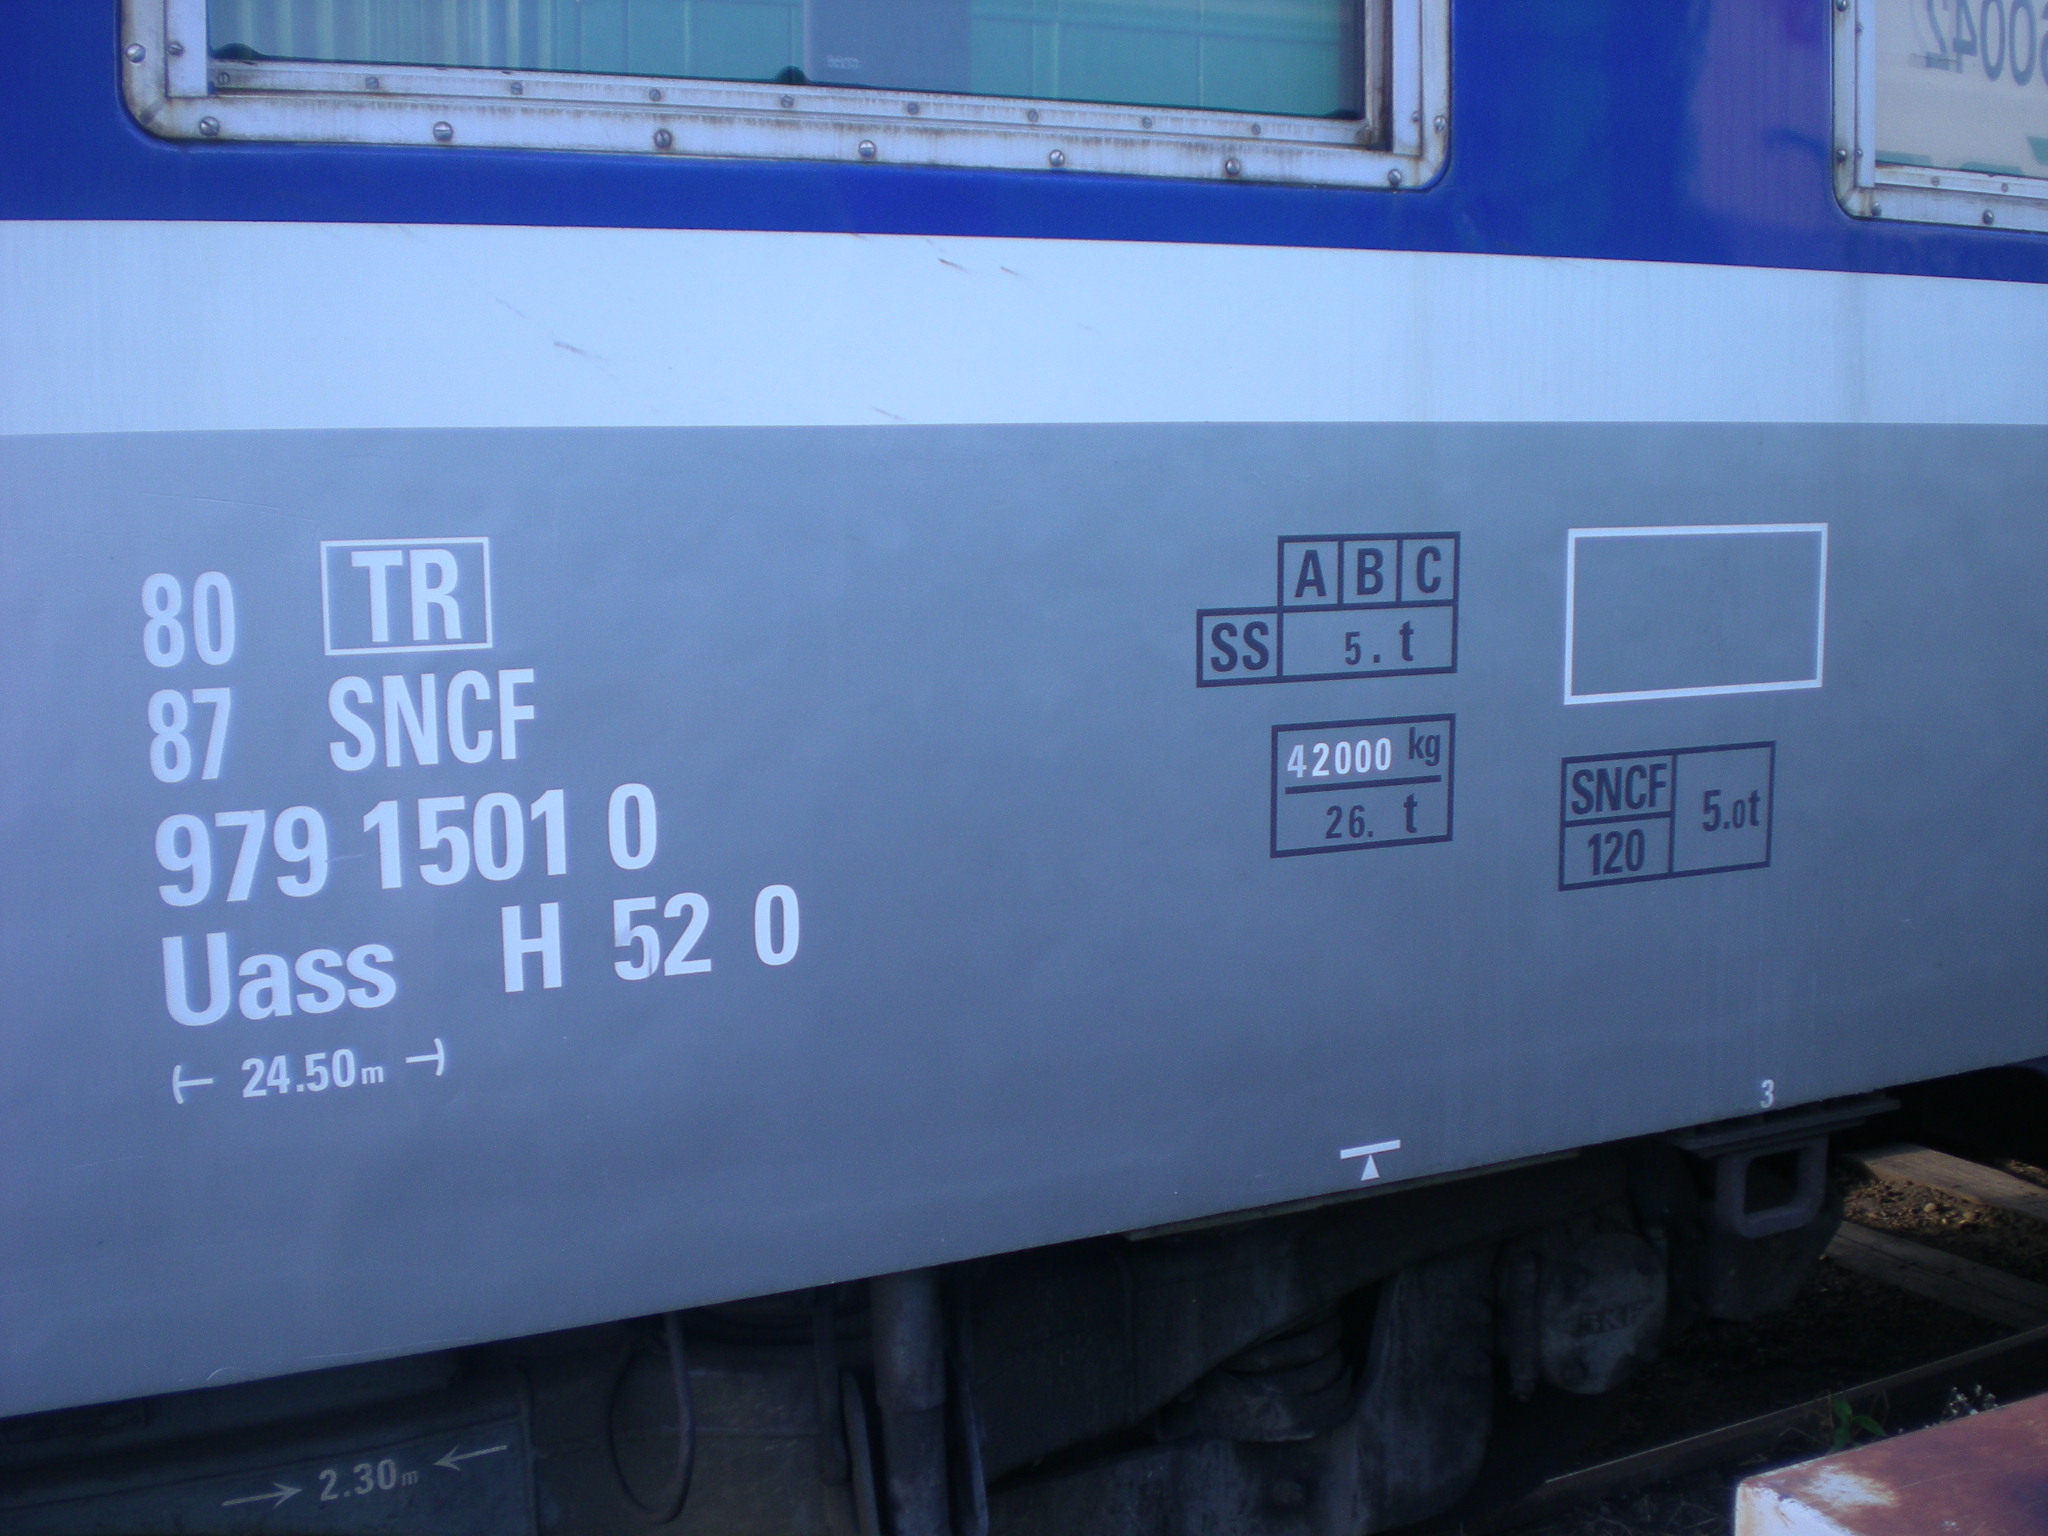 80 TR
87 SNCF
979 1501 0
Uass H 52 0
24.50m
A B C
SS 5. t
42000 kg
26. t
SNCF 5.0t
120
3
2.30m